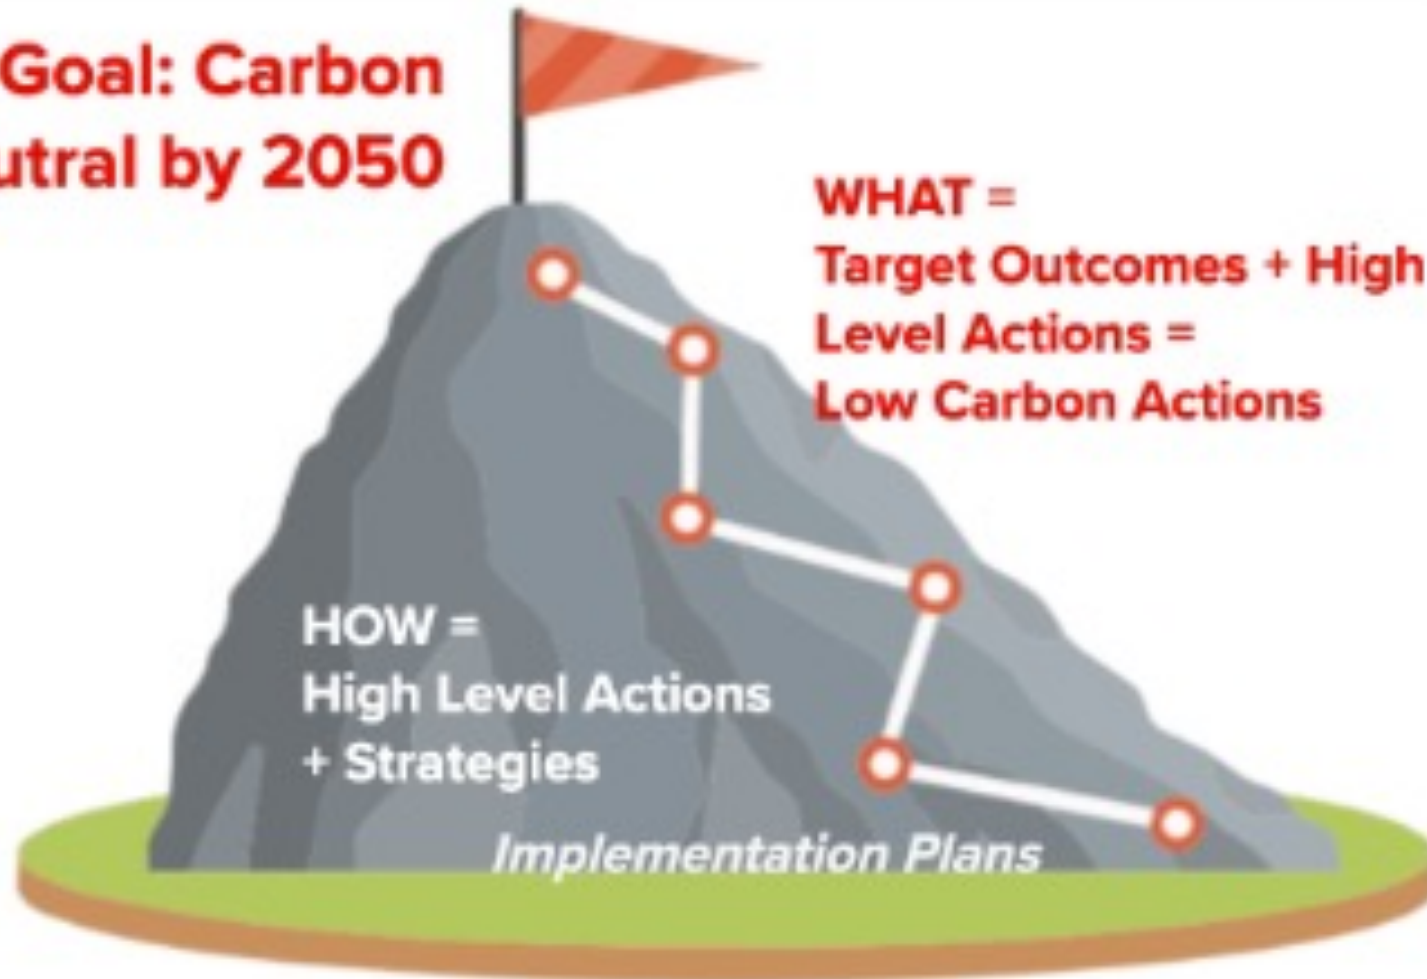 Goal: Carbon
utral by 2050
WHAT =
Target Outcomes + High
Level Actions =
Low Carbon Actions
HOW =
High Level Actions
+ Strategies
Implementation Plans